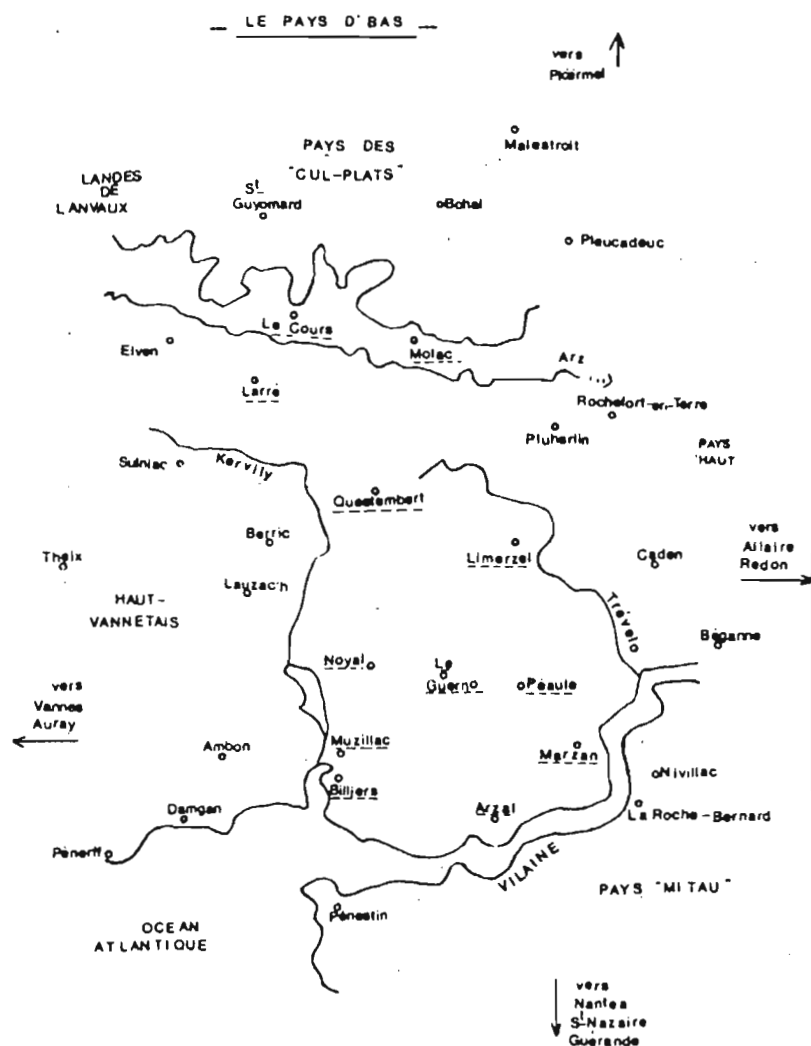 LE PAYS D'BAS
vers
Ploërmel
Malestroit
PAYS DES
"CUL-PLATS"
LANDES
DE
LANVAUX
St
Guyomard
Bohal
Pleucadeuc
Le Cours
Elven
Molac
Arz
Larré
Rochefort-en-Terre
Pluherlin
PAYS
HAUT
Sulniac
Kervily
Questembert
Berric
Limerzel
vers
Allaire
Redon
Theix
Caden
Lauzac'h
HAUT-
VANNETAIS
Trévelo
Béganne
Noyal
Le
Guerno
Péaule
vers
Vannes
Auray
Ambon
Muzillac
Marzan
Nivillac
Billiers
Damgan
Arzal
La Roche-Bernard
Pénerff
VILAINE
PAYS "MITAU"
Pénestin
OCEAN
ATLANTIQUE
vers
Nantes
St Nazaire
Guérande